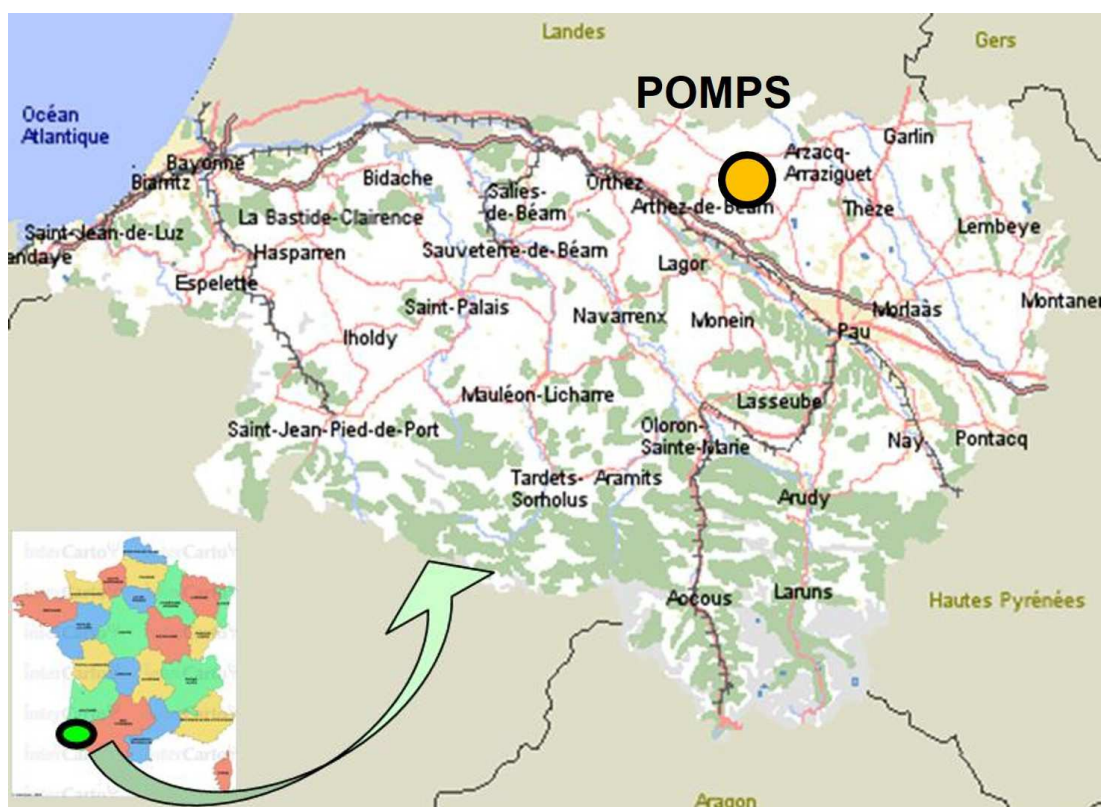 Landes
Gers
POMPS
Océan
Atlantique
Garlin
Bayonne
Arzacq-
Arraziguet
Biarritz
Bidache
Salies-
de-Béarn
Orthez
Arthez-de-Béarn
Thèze
La Bastide-Clairence
Lembeye
Saint-Jean-de-Luz
Hasparren
Sauveterre-de-Béarn
andaye
Lagor
Espelette
Saint-Palais
Navarrenx
Monein
Morlaàs
Montaner
Iholdy
Pau
Mauléon-Licharre
Lasseube
Saint-Jean-Pied-de-Port
Oloron-
Sainte-Marie
Nay
Pontacq
Tardets-
Sorholus
Aramits
Arudy
Accous
Laruns
Hautes Pyrénées
Aragon